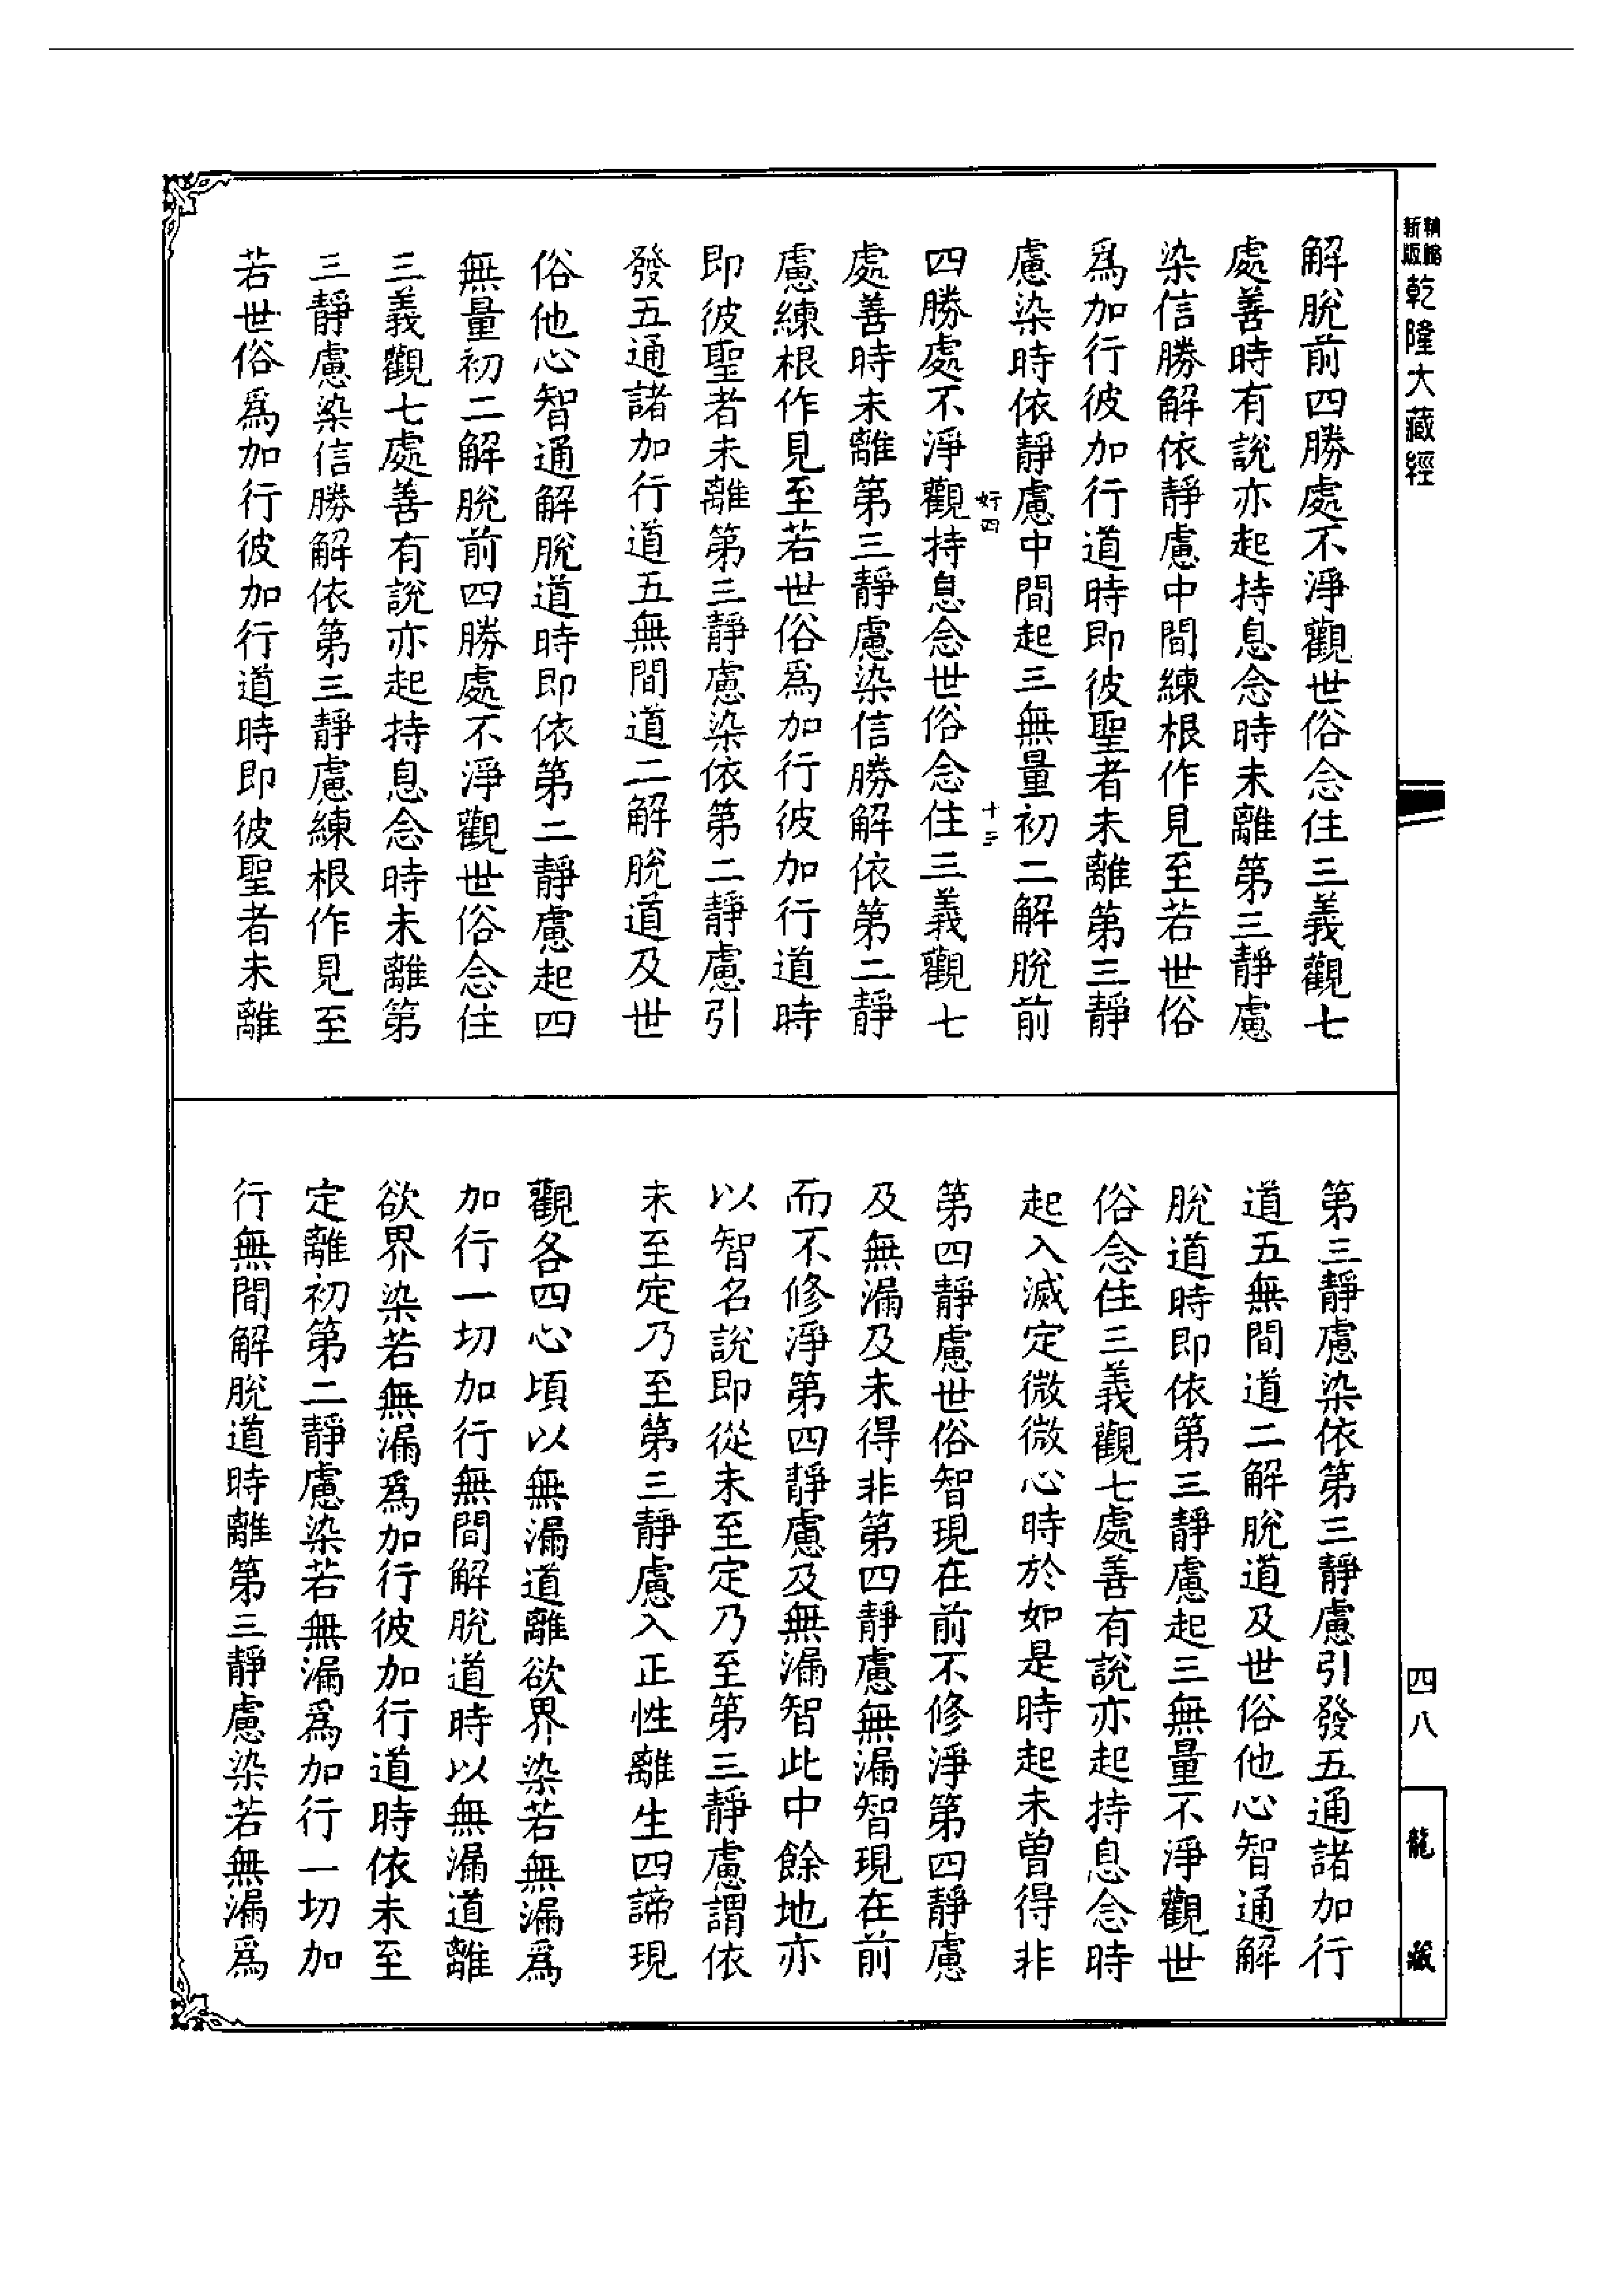 精縮
新版
乾隆大藏經
解脫前四勝處不淨觀世俗念住三義觀七
處善時有說亦起持息念時未離第三靜慮
染信勝解依靜慮中間練根作見至若世俗
爲加行彼加行道時即彼聖者未離第三靜
慮染時依靜慮中間起三無量初二解脫前
四勝處不淨觀持息念世俗念住三義觀七
處善時未離第三靜慮染信勝解依第二靜
慮練根作見至若世俗爲加行彼加行道時
即彼聖者未離第三靜慮染依第二靜慮引
發五通諸加行道五無間道二解脫道及世
俗他心智通解脫道時即依第二靜慮起四
無量初二解脫前四勝處不淨觀世俗念住
三義觀七處善有說亦起持息念時未離第
三靜慮染信勝解依第三靜慮練根作見至
若世俗爲加行彼加行道時即彼聖者未離
第三靜慮染依第三靜慮引發五通諸加行
道五無間道二解脫道及世俗他心智通解
脫道時即依第三靜慮起三無量不淨觀世
俗念住三義觀七處善有說亦起持息念時
起入滅定微微心時於如是時起未曾得非
第四靜慮世俗智現在前不修淨第四靜慮
及無漏及未得非第四靜慮無漏智現在前
而不修淨第四靜慮及無漏智此中餘地亦
以智名說即從未至定乃至第三靜慮謂依
未至定乃至第三靜慮入正性離生四諦現
觀各四心頃以無漏道離欲界染若無漏爲
加行一切加行無間解脫道時以無漏道離
欲界染若無漏爲加行彼加行道時依未至
定離初第二靜慮染若無漏爲加行一切加
行無間解脫道時離第三靜慮染若無漏爲
四八
龍藏